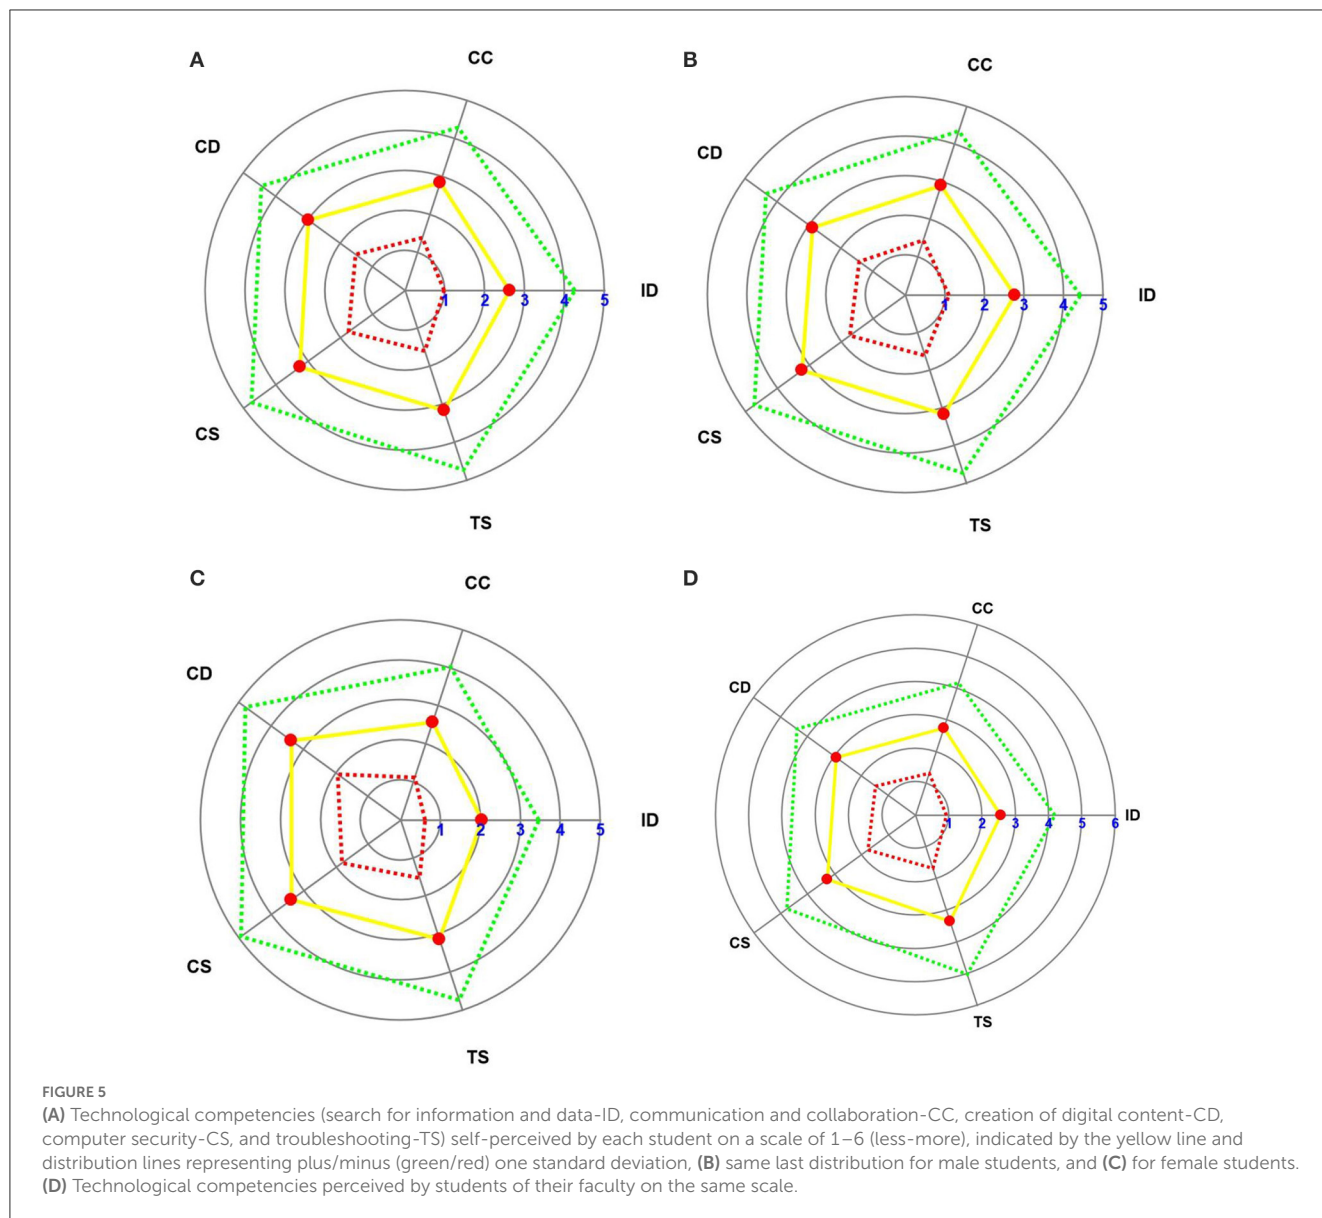 A
CC
CD
1 2 3 4 5
ID
CS
TS
B
CC
CD
1 2 3 4 5
ID
CS
TS
C
CC
CD
1 2 3 4 5
ID
CS
TS
D
CC
CD
1 2 3 4 5 6
ID
CS
TS
FIGURE 5
(A) Technological competencies (search for information and data-ID, communication and collaboration-CC, creation of digital content-CD,
computer security-CS, and troubleshooting-TS) self-perceived by each student on a scale of 1–6 (less-more), indicated by the yellow line and
distribution lines representing plus/minus (green/red) one standard deviation, (B) same last distribution for male students, and (C) for female students.
(D) Technological competencies perceived by students of their faculty on the same scale.